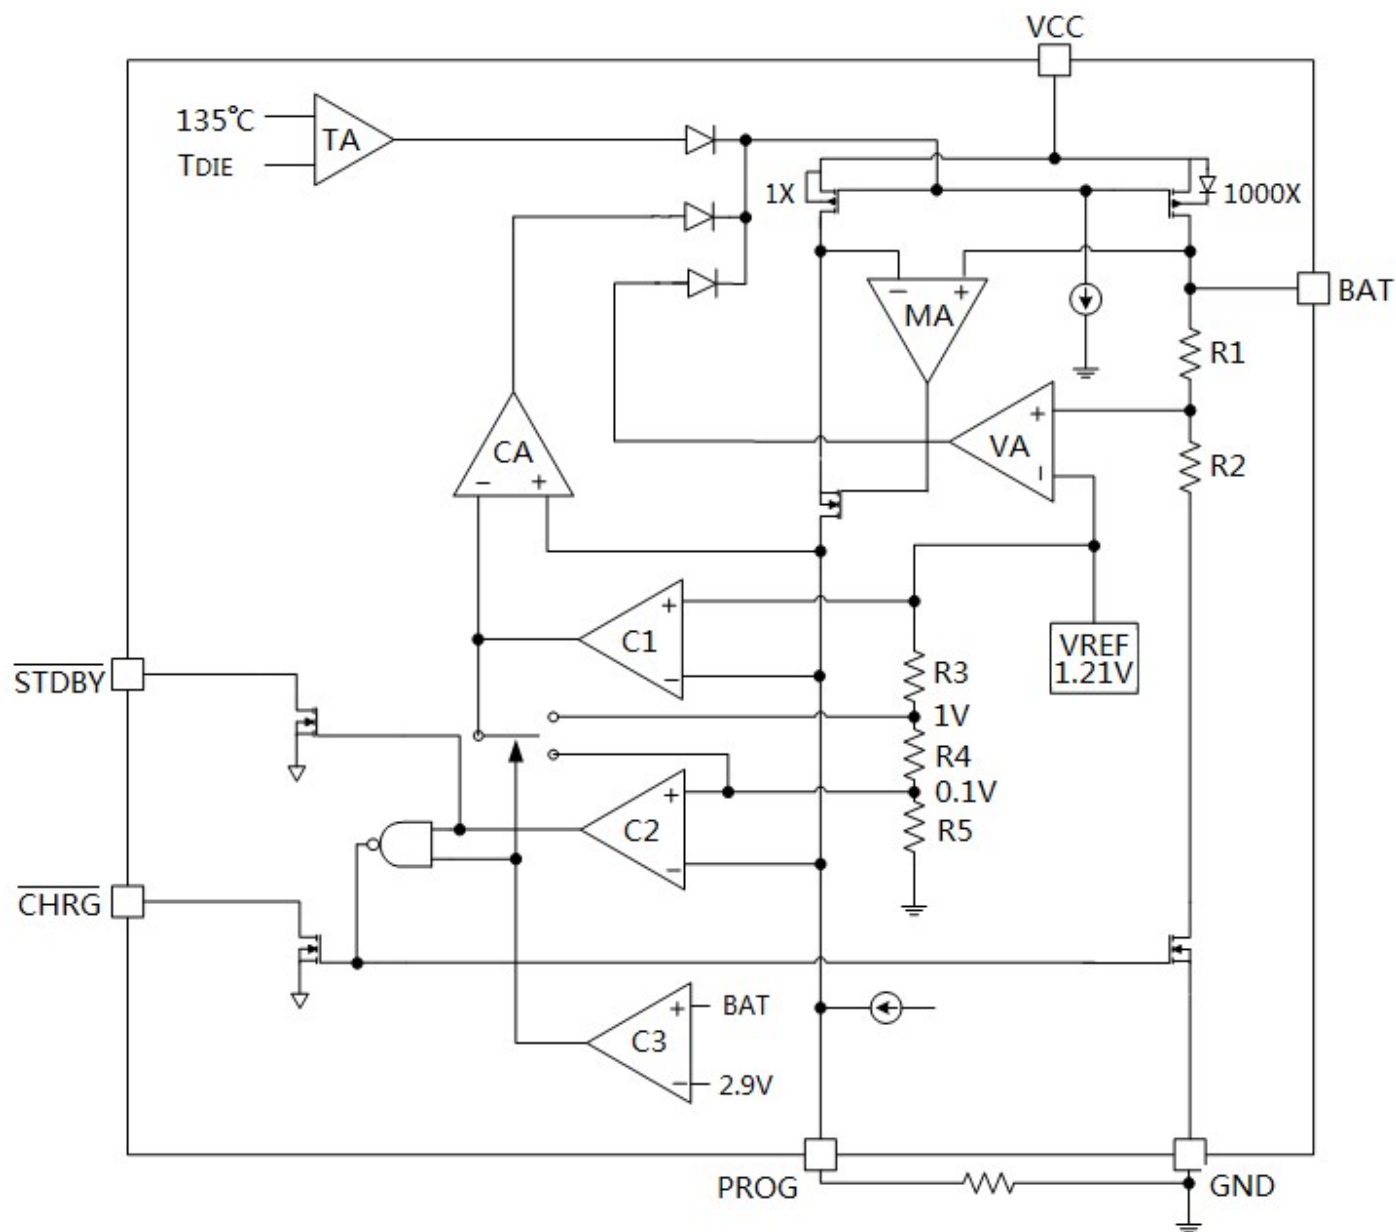 VCC
135℃
TA
TDIE
1X
1000X
− +
MA
BAT
R1
+
VA
−
R2
CA
− +
+
C1
−
VREF
1.21V
R3
STDBY
1V
R4
+
0.1V
C2
R5
−
CHRG
+
BAT
C3
−
2.9V
PROG
GND